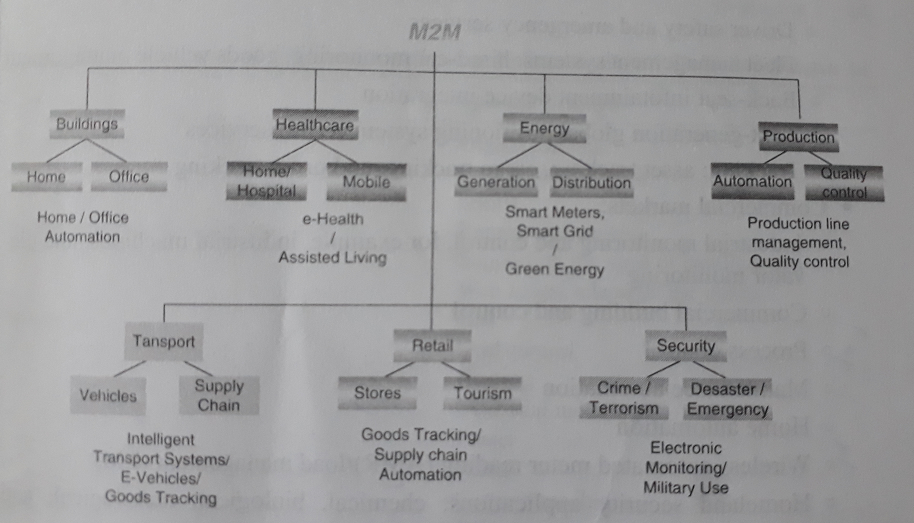 M2M
Buildings
Home
Office
Home / Office
Automation
Healthcare
Home/
Hospital
Mobile
e-Health
/
Assisted Living
Energy
Generation
Distribution
Smart Meters,
Smart Grid
/
Green Energy
Production
Automation
Quality
control
Production line
management,
Quality control
Tansport
Vehicles
Supply
Chain
Intelligent
Transport Systems/
E-Vehicles/
Goods Tracking
Retail
Stores
Tourism
Goods Tracking/
Supply chain
Automation
Security
Crime /
Terrorism
Desaster /
Emergency
Electronic
Monitoring/
Military Use